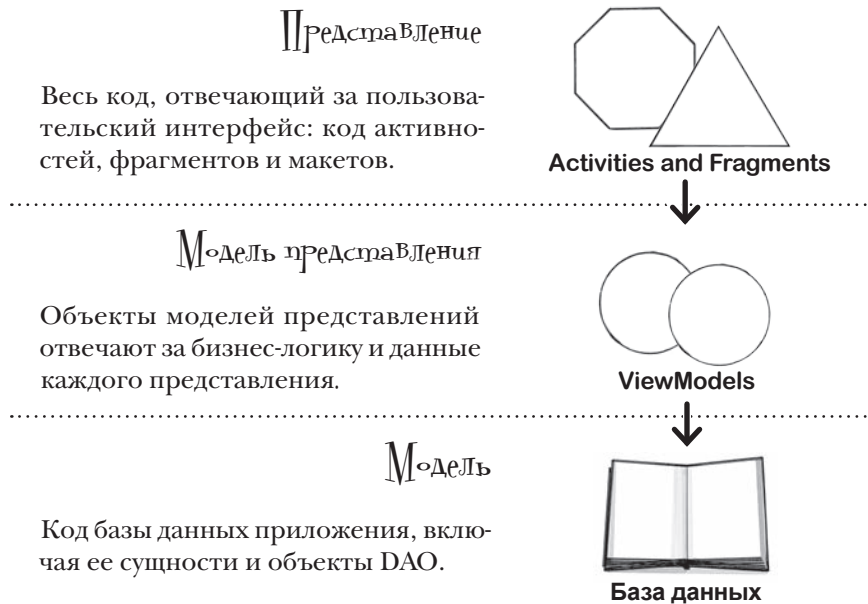 Представление
Весь код, отвечающий за пользова-
тельский интерфейс: код активно-
стей, фрагментов и макетов.
Activities and Fragments
Модель представления
Объекты моделей представлений
отвечают за бизнес-логику и данные
каждого представления.
ViewModels
Модель
Код базы данных приложения, вклю-
чая ее сущности и объекты DAO.
База данных